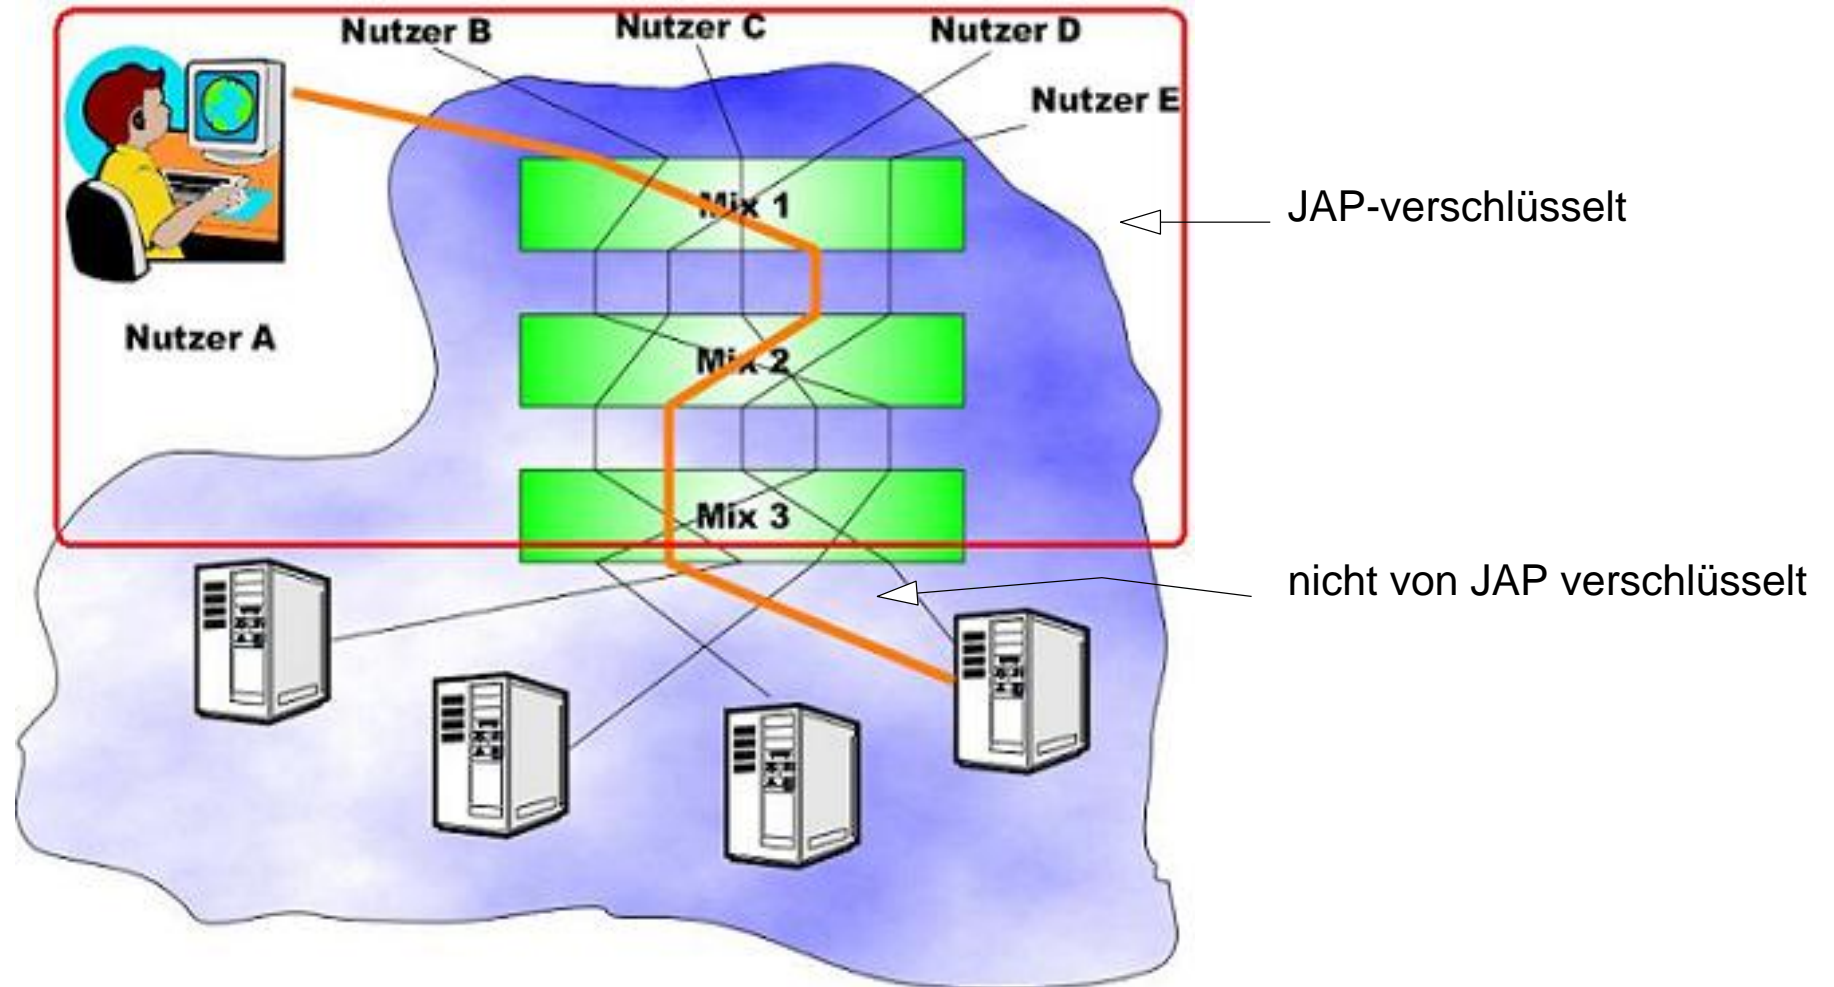 Nutzer B
Nutzer C
Nutzer D
Nutzer E
Mix 1
JAP-verschlüsselt
Nutzer A
Mix 2
Mix 3
nicht von JAP verschlüsselt